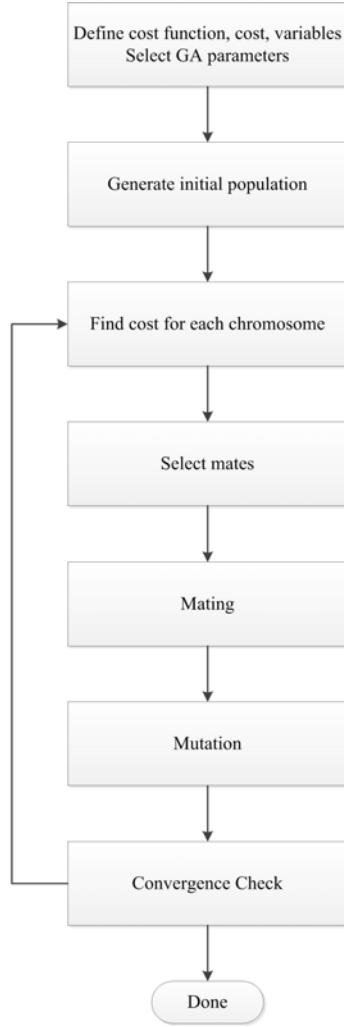 Define cost function, cost, variables
Select GA parameters
Generate initial population
Find cost for each chromosome
Select mates
Mating
Mutation
Convergence Check
Done